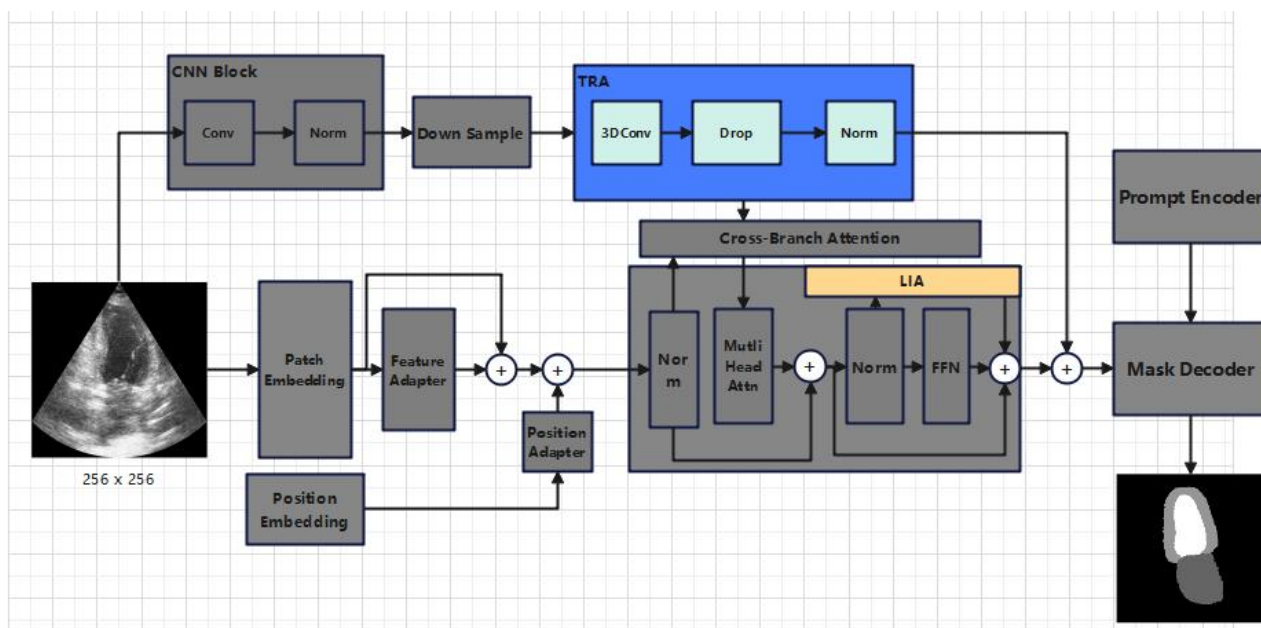 CNN Block
Conv
Norm
Down Sample
TRA
3DConv
Drop
Norm
Cross-Branch Attention
Prompt Encoder
LIA
Patch
Embedding
Feature
Adapter
Nor
m
Mutli
Head
Attn
Norm
FFN
Mask Decoder
Position
Adapter
256 x 256
Position
Embedding
+
+
+
+
+